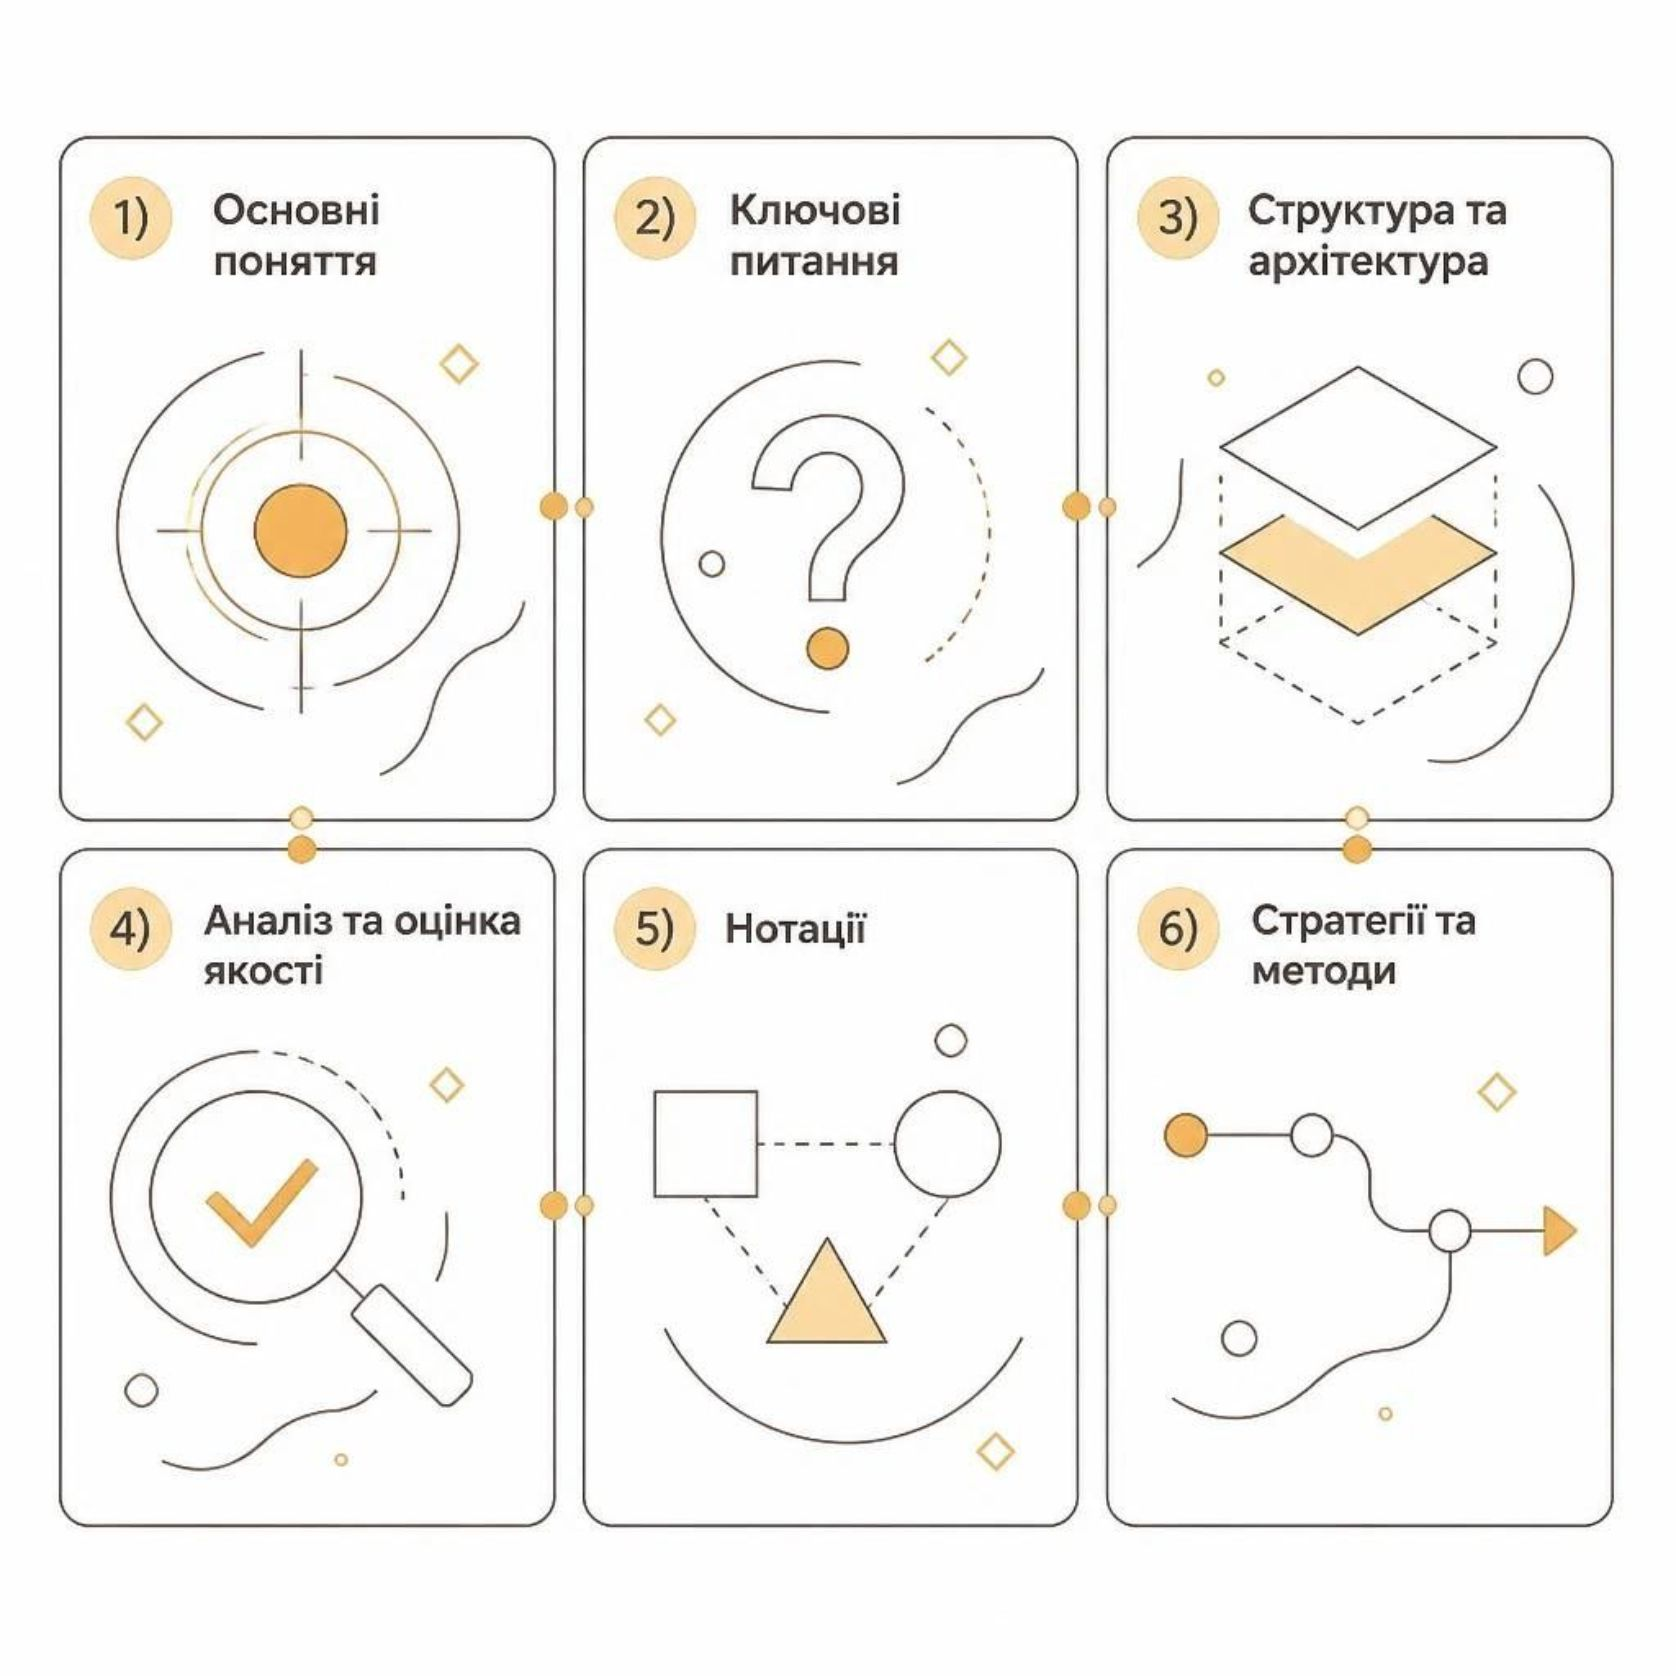 1) Основні
поняття
2) Ключові
питання
3) Структура та
архітектура
4) Аналіз та оцінка
якості
5) Нотації
6) Стратегії та
методи